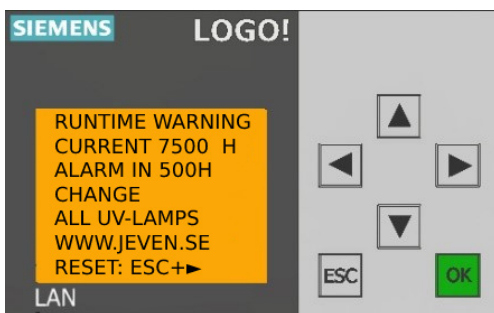 SIEMENS
LOGO!
RUNTIME WARNING
CURRENT 7500 H
ALARM IN 500H
CHANGE
ALL UV-LAMPS
WWW.JEVEN.SE
RESET: ESC+►
LAN
ESC
OK